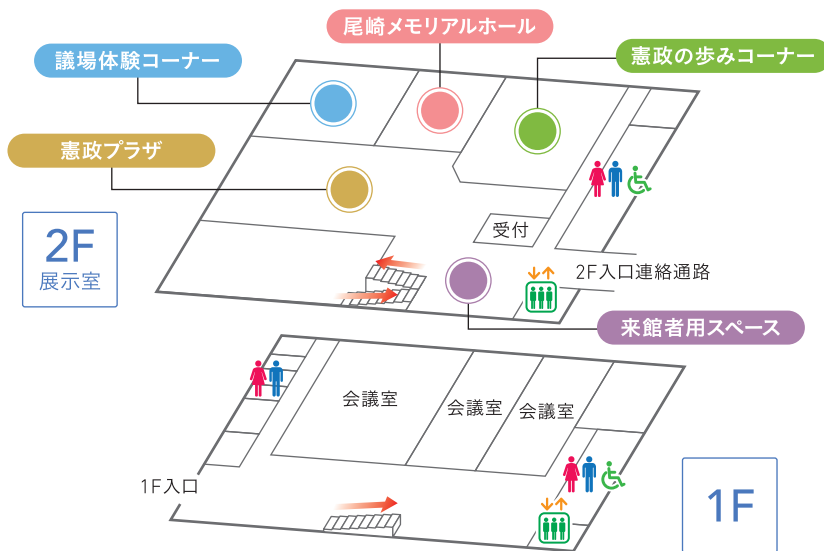 尾崎メモリアルホール
議場体験コーナー
憲政の歩みコーナー
憲政プラザ
受付
2F
展示室
2F入口連絡通路
来館者用スペース
会議室
会議室
会議室
1F入口
1F